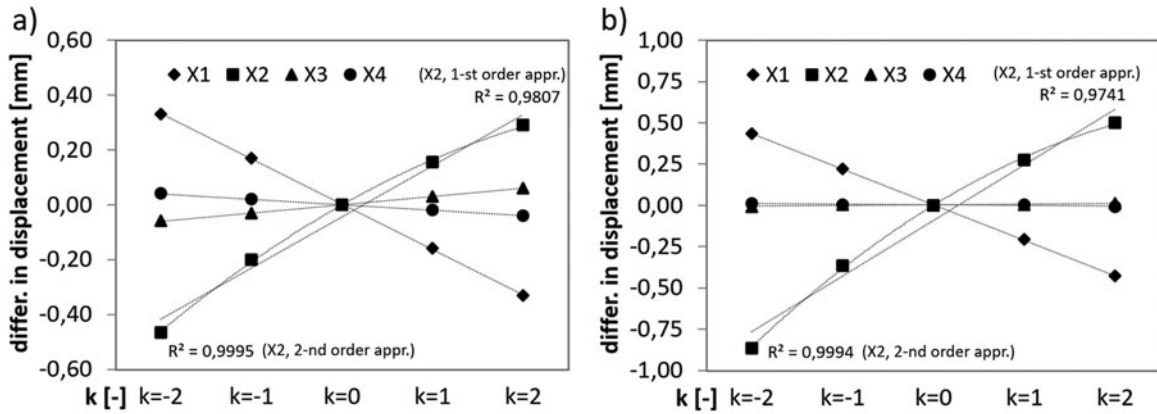 a)
differ. in displacement [mm]
0,60
0,40
0,20
0,00
-0,20
-0,40
-0,60
X1 X2 X3 X4
(X2, 1-st order appr.)
R² = 0,9807
R² = 0,9995 (X2, 2-nd order appr.)
k [-] k=-2 k=-1 k=0 k=1 k=2
b)
differ. in displacement [mm]
1,00
0,75
0,50
0,25
0,00
-0,25
-0,50
-0,75
-1,00
X1 X2 X3 X4
(X2, 1-st order appr.)
R² = 0,9741
R² = 0,9994 (X2, 2-nd order appr.)
k [-] k=-2 k=-1 k=0 k=1 k=2